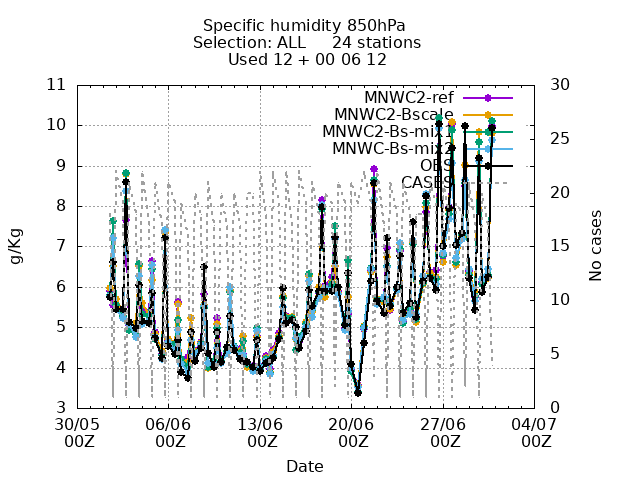 Specific humidity 850hPa
Selection: ALL 24 stations
Used 12 + 00 06 12
MNWC2-ref
MNWC2-Bscale
MNWC2-Bs-mix1
MNWC-Bs-mix2
OBS
CASES
g/Kg
11
10
9
8
7
6
5
4
3
No cases
30
25
20
15
10
5
0
30/05 06/06 13/06 20/06 27/06 04/07
00Z 00Z 00Z 00Z 00Z 00Z
Date